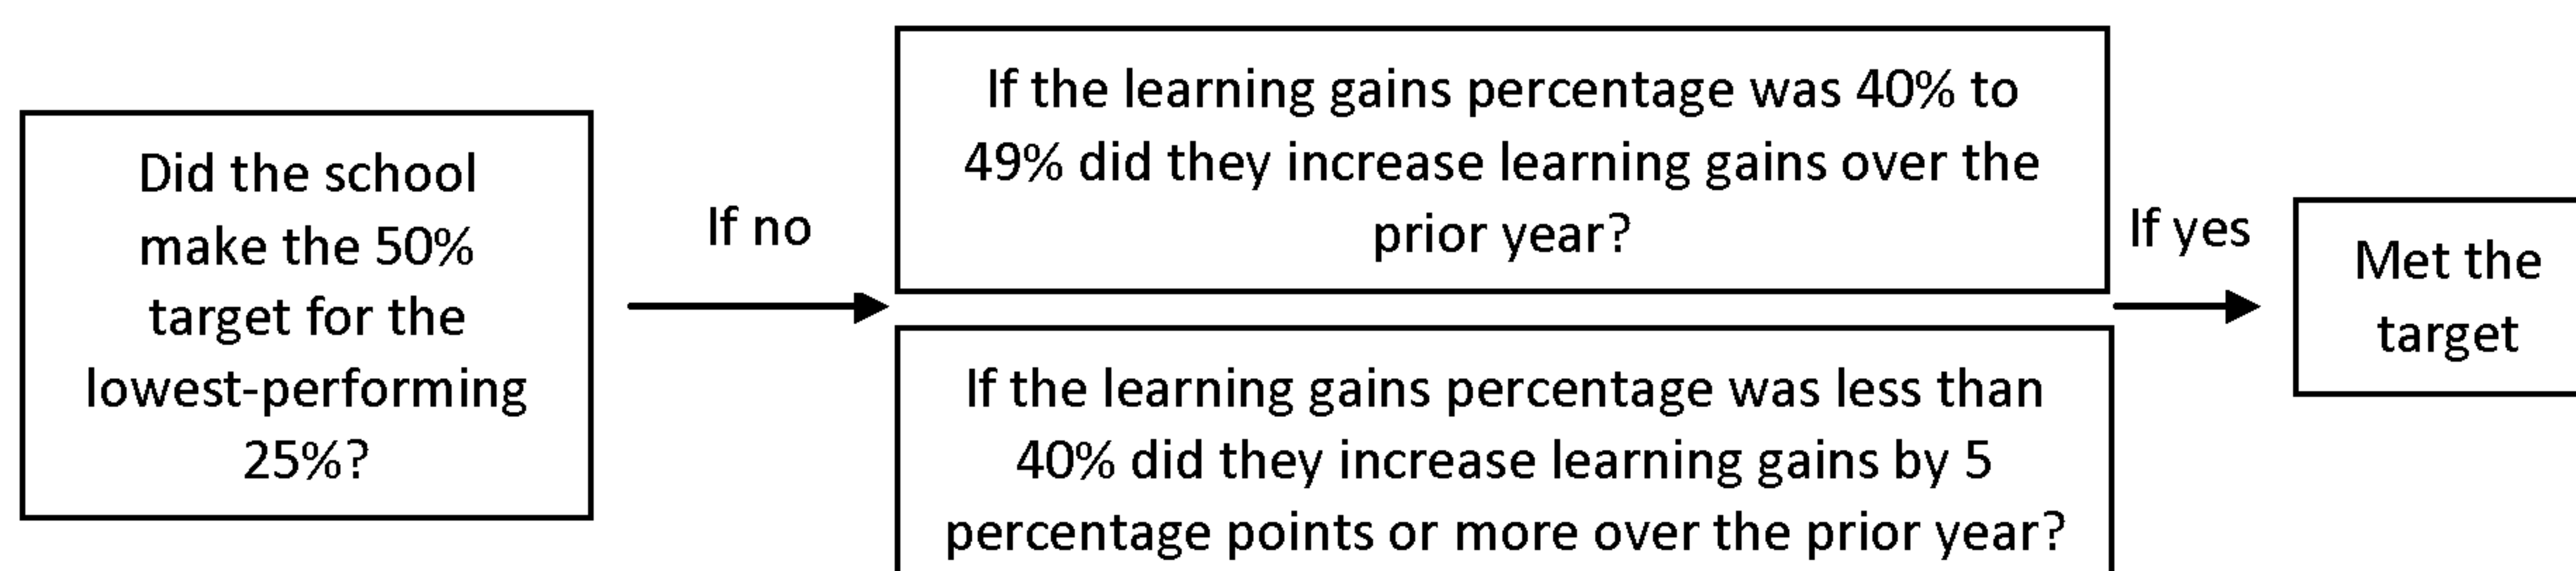 Did the school
make the 50%
target for the
lowest-performing
25%?
If no
If the learning gains percentage was 40% to
49% did they increase learning gains over the
prior year?
If the learning gains percentage was less than
40% did they increase learning gains by 5
percentage points or more over the prior year?
If yes
Met the
target